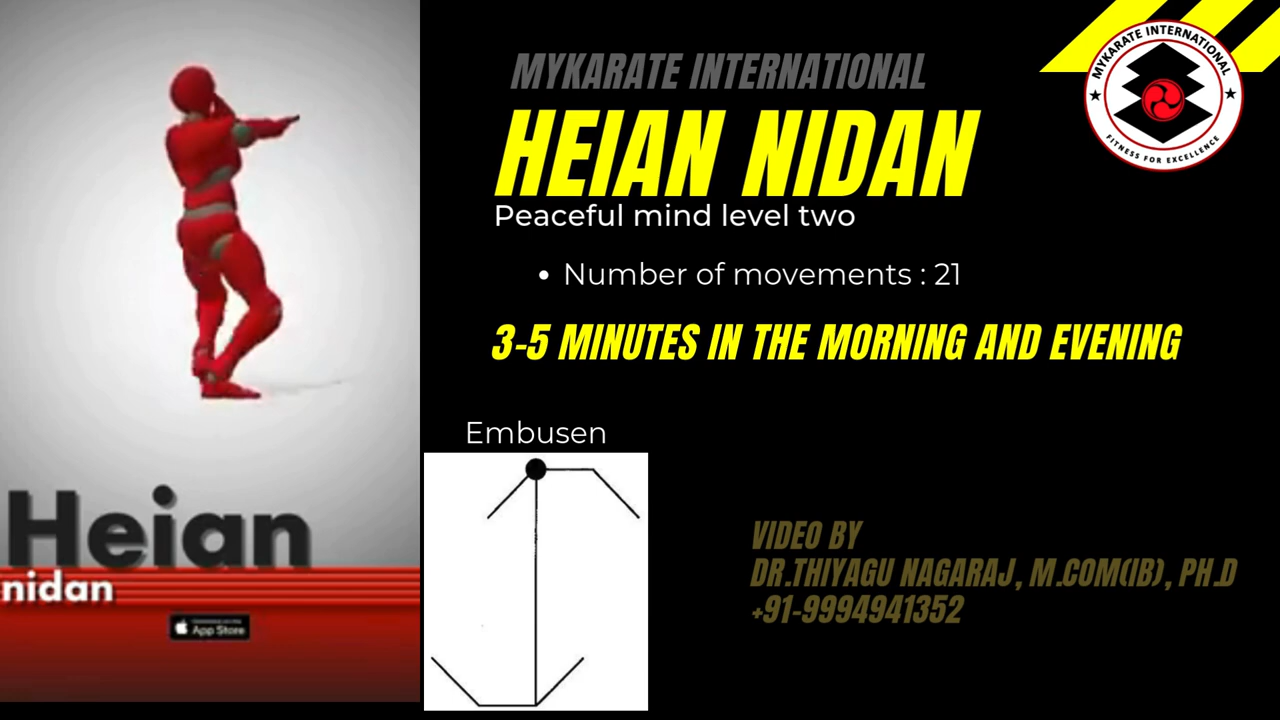 MYKARATE INTERNATIONAL
HEIAN NIDAN
Peaceful mind level two
• Number of movements : 21
3-5 MINUTES IN THE MORNING AND EVENING
Embusen
VIDEO BY
DR.THIYAGU NAGARAJ, M.COM(IB), PH.D
+91-9994941352
MYKARATE INTERNATIONAL
FITNESS FOR EXCELLENCE
Heian
nidan
App Store